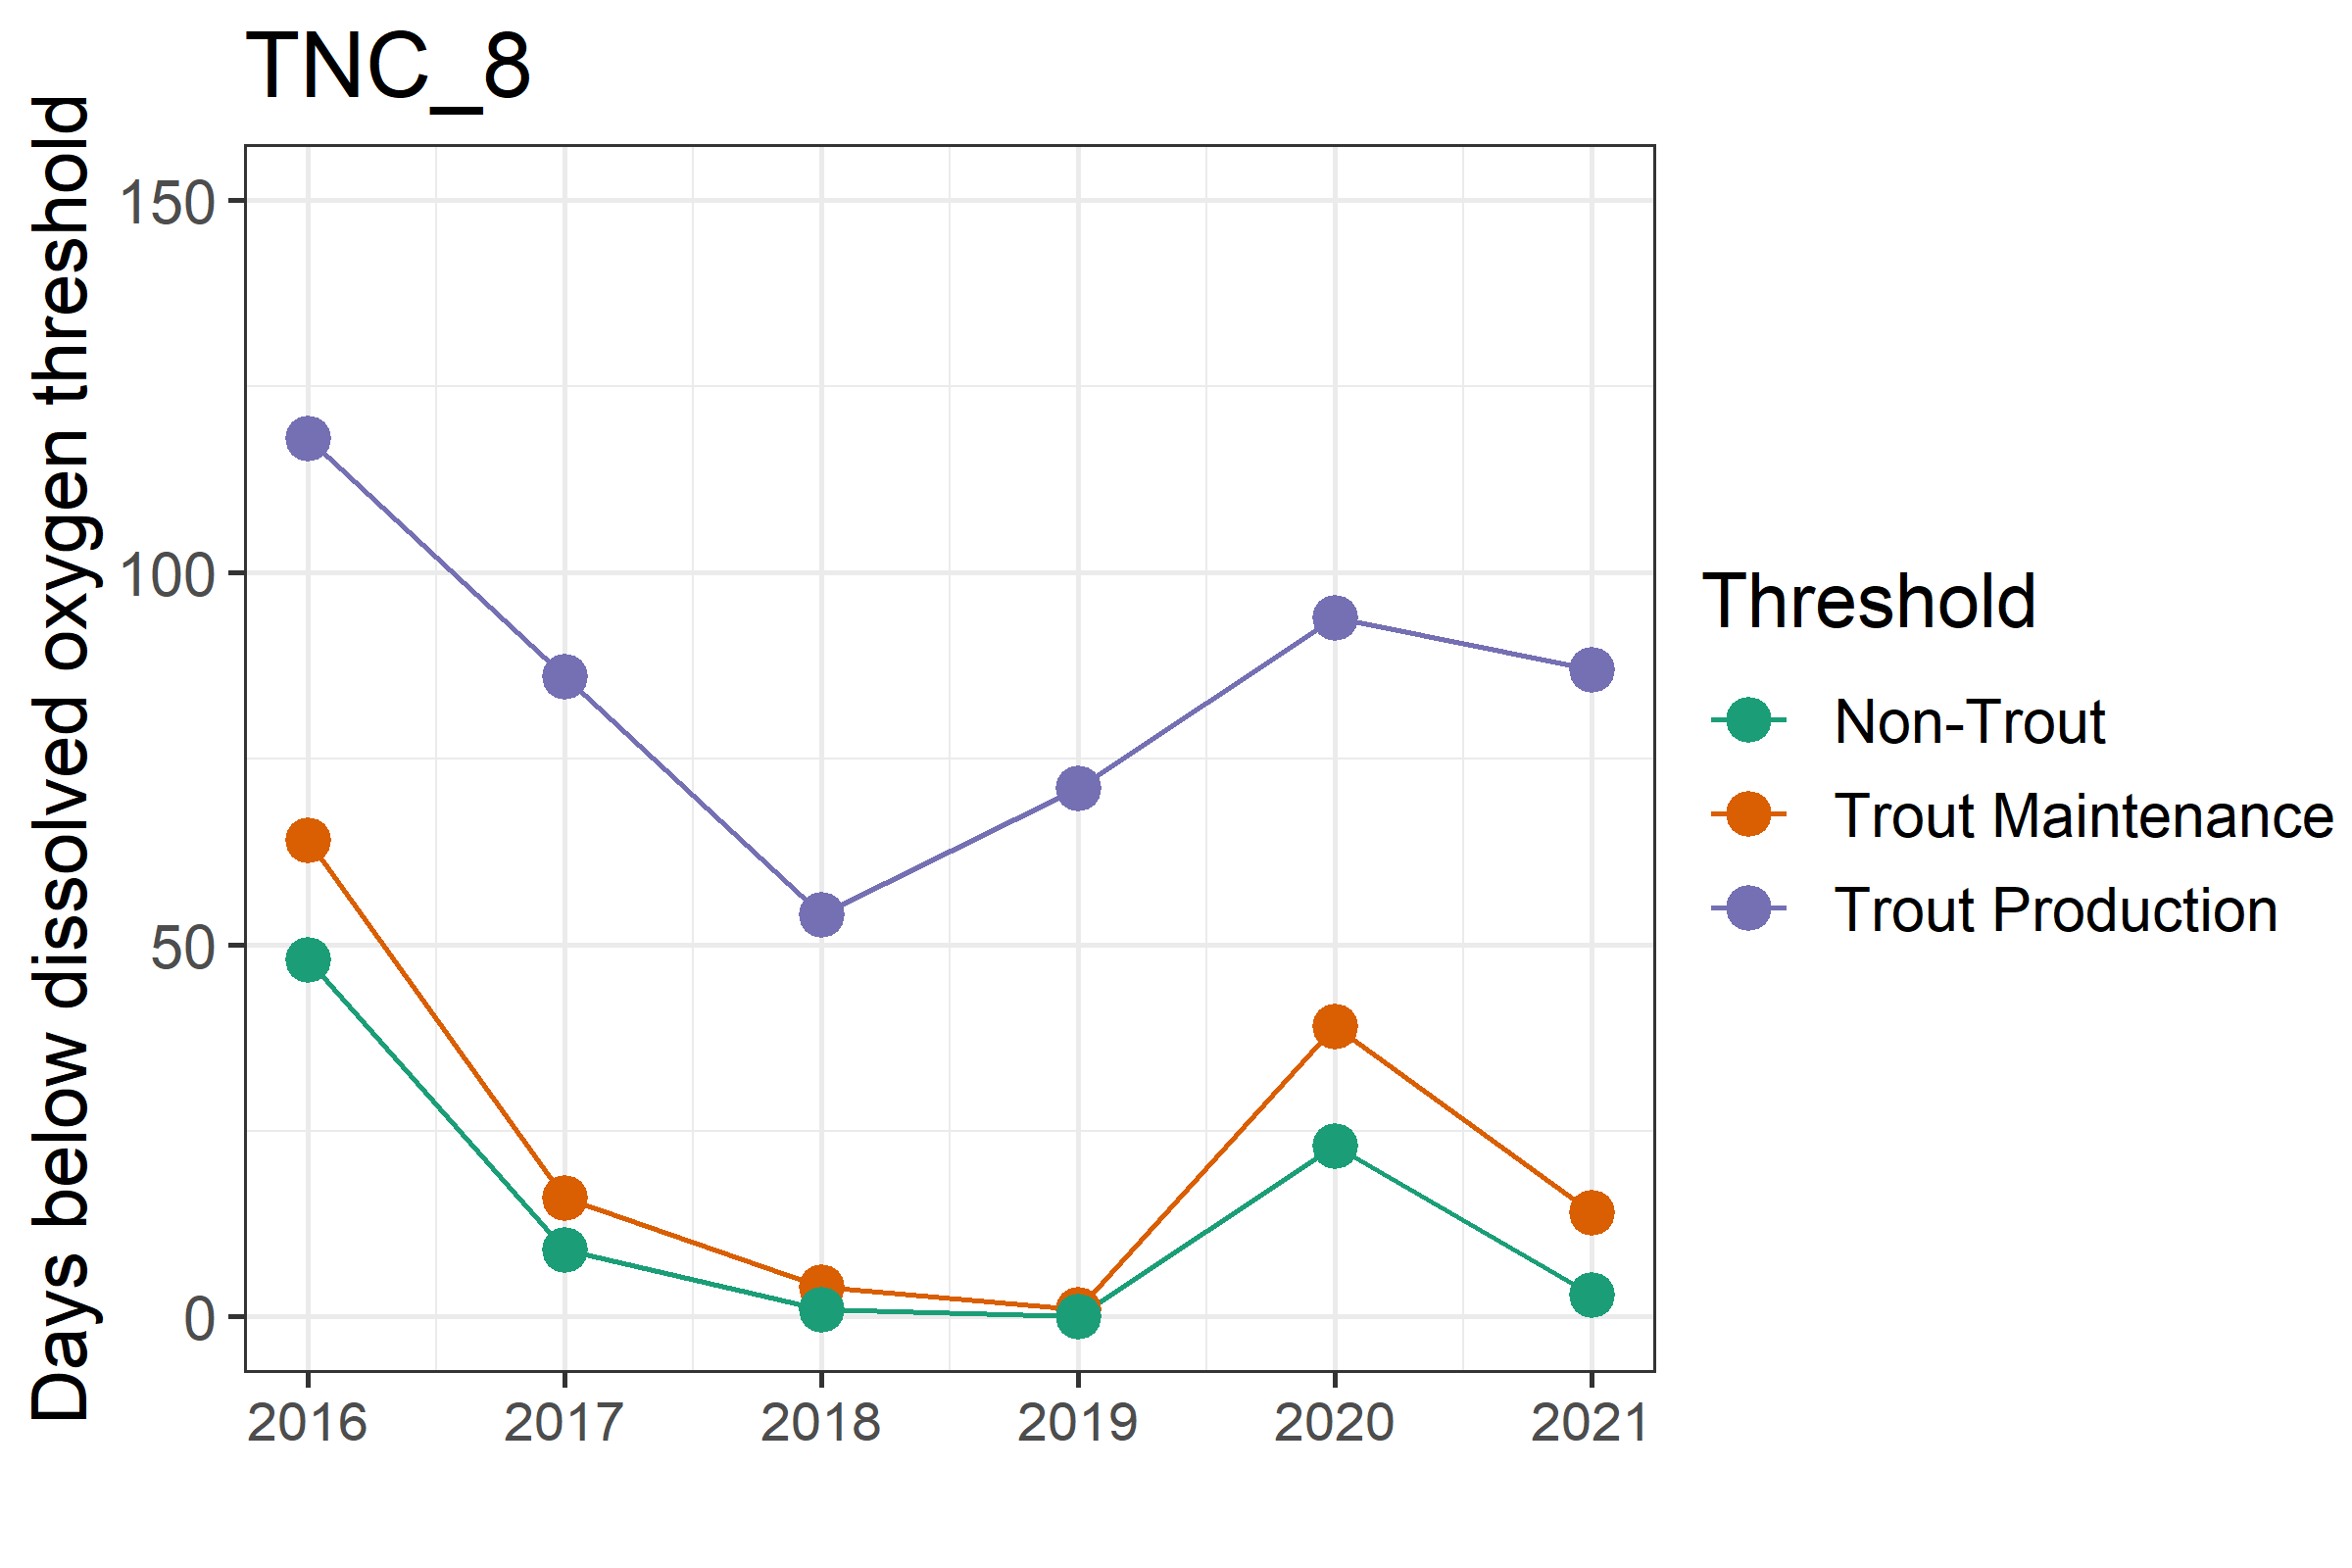 TNC_8
Days below dissolved oxygen threshold
150
100
50
0
2016 2017 2018 2019 2020 2021
Threshold
Non-Trout
Trout Maintenance
Trout Production